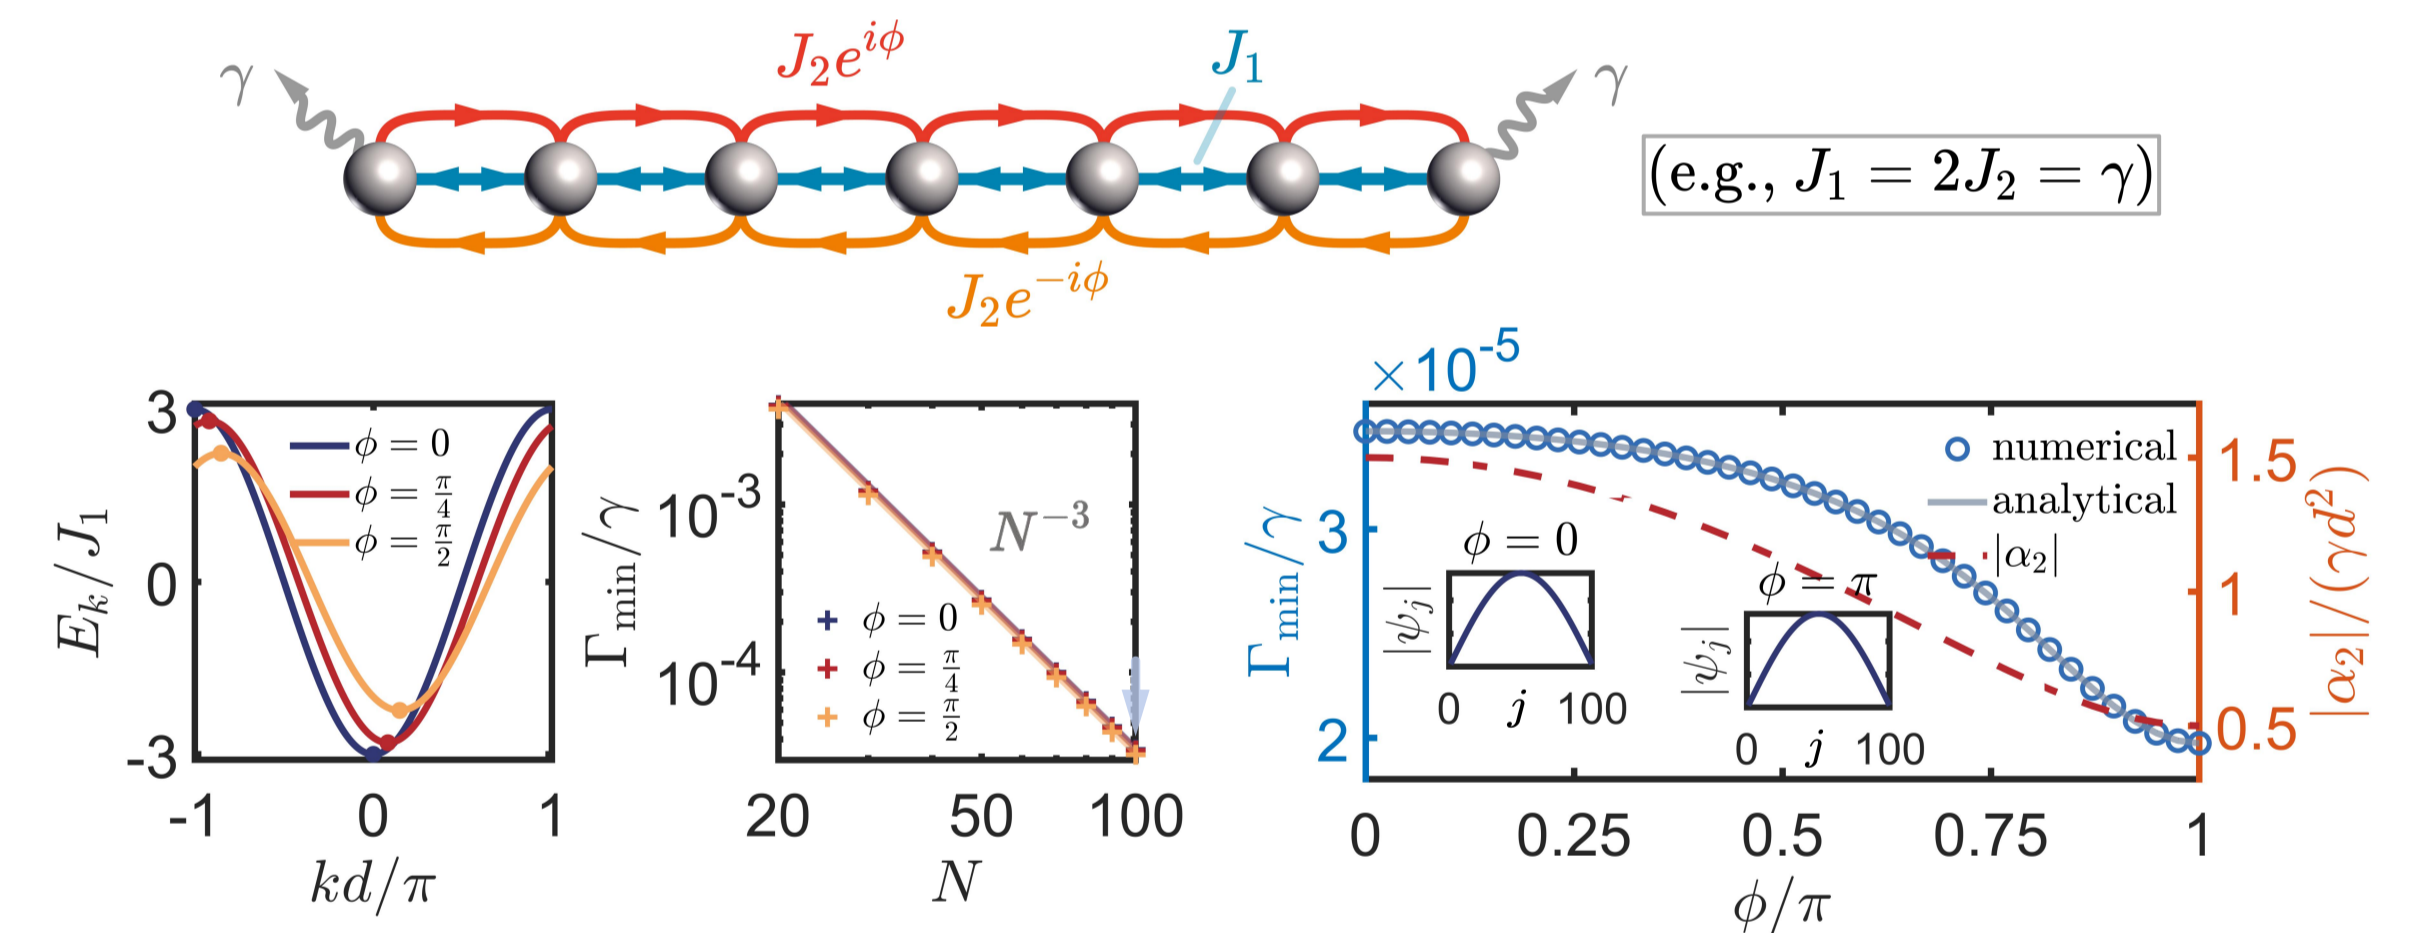 J₂e^{iϕ}
J₁
γ
γ
(e.g., J₁ = 2J₂ = γ)
J₂e^{−iϕ}
E_k/J₁
3
0
-3
-1
0
1
kd/π
ϕ = 0
ϕ = π/4
ϕ = π/2
Γ_min/γ
10^{-3}
10^{-4}
N^{−3}
ϕ = 0
ϕ = π/4
ϕ = π/2
20
50
100
N
×10^{-5}
Γ_min/γ
3
2
numerical
analytical
|α₂|
ϕ = 0
|ψ_j|
0 j 100
ϕ = π
|ψ_j|
0 j 100
1.5
1
0.5
|α₂|/(γd²)
0
0.25
0.5
0.75
1
ϕ/π